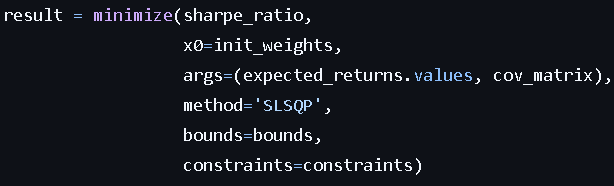 result = minimize(sharpe_ratio,
                  x0=init_weights,
                  args=(expected_returns.values, cov_matrix),
                  method='SLSQP',
                  bounds=bounds,
                  constraints=constraints)